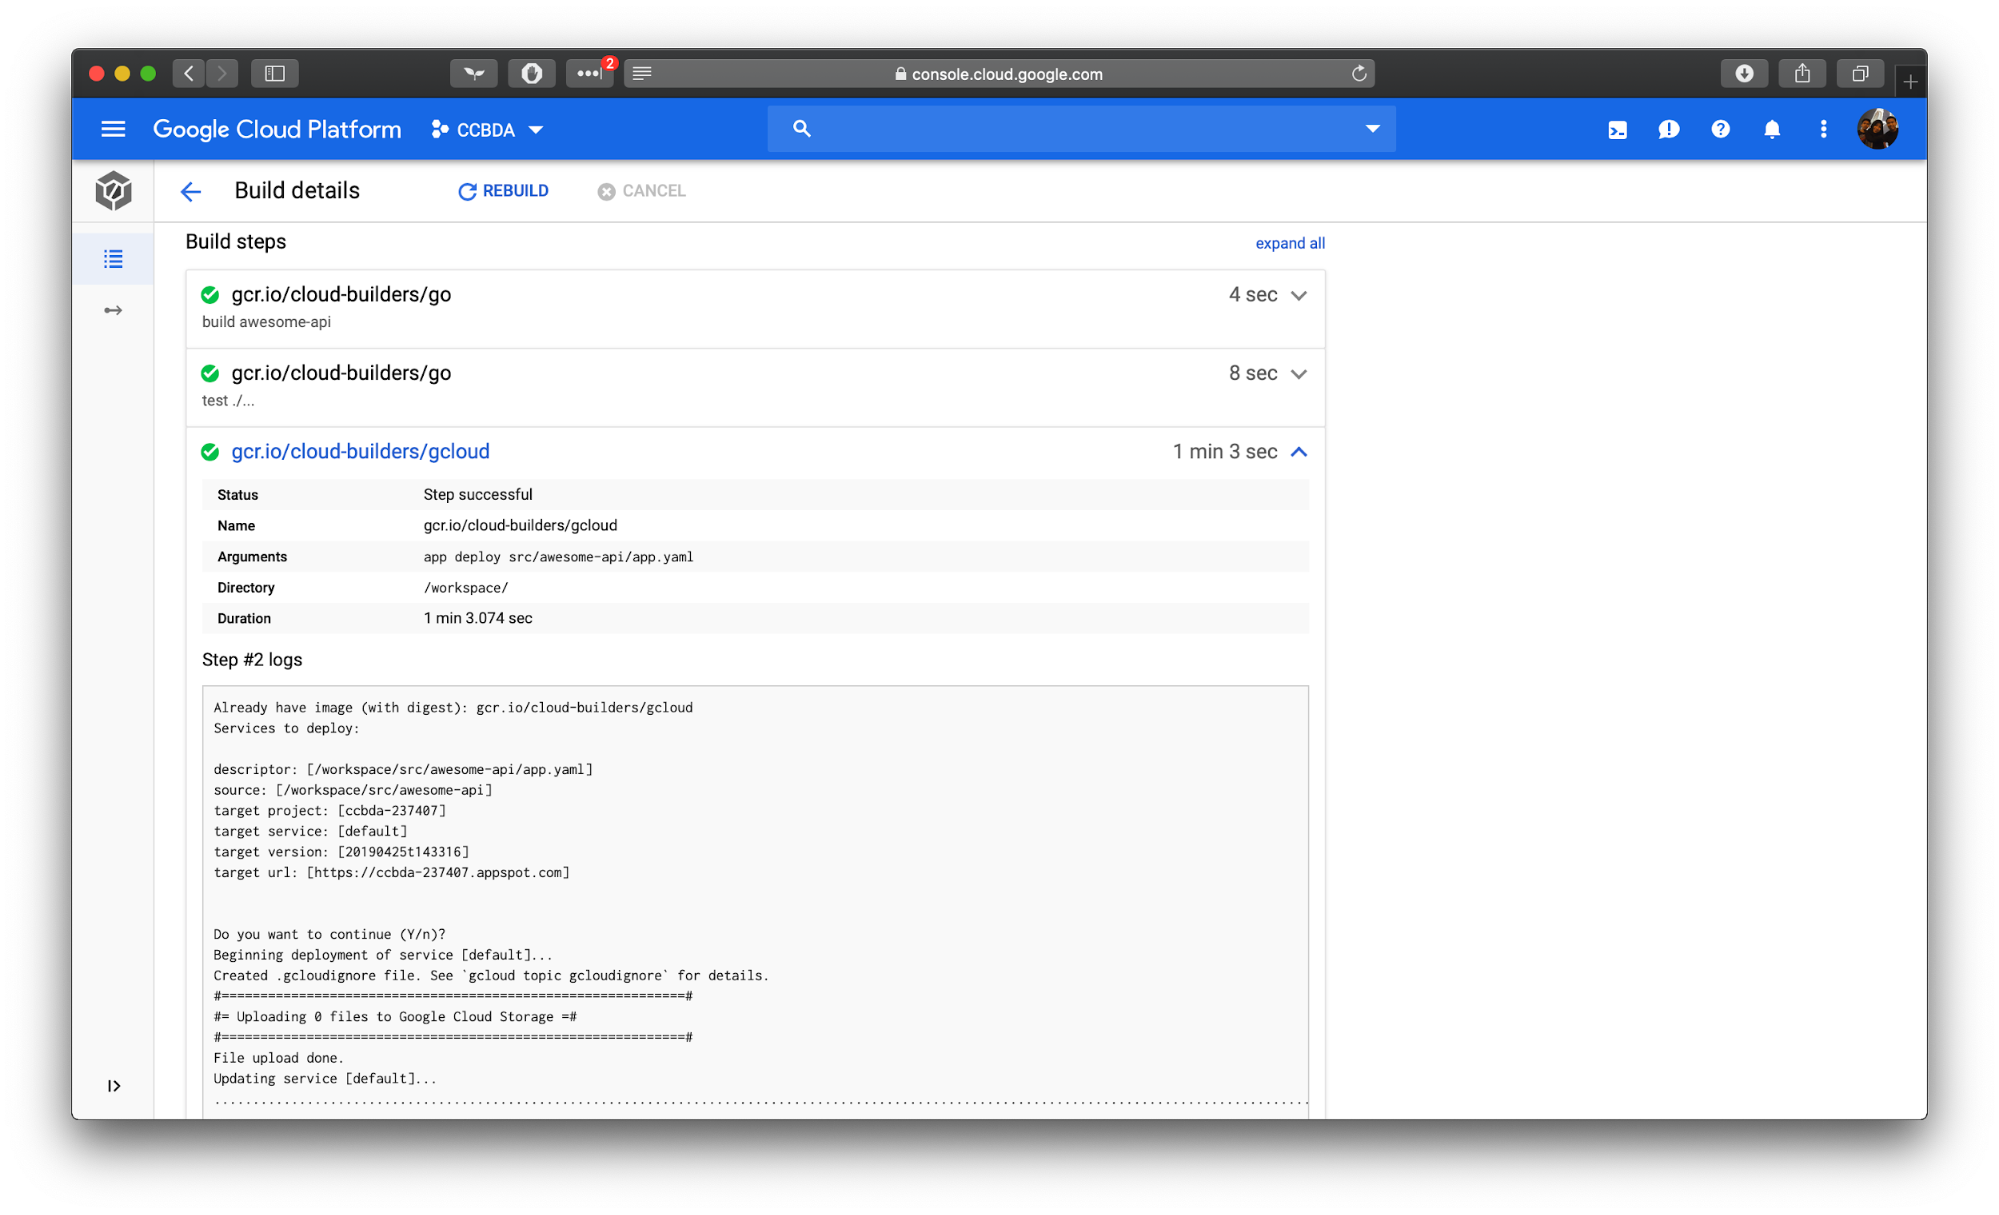 2
console.cloud.google.com
Google Cloud Platform
CCBDA
Build details
REBUILD
CANCEL
Build steps
expand all
gcr.io/cloud-builders/go
4 sec
build awesome-api
gcr.io/cloud-builders/go
8 sec
test ./...
gcr.io/cloud-builders/gcloud
1 min 3 sec
Status Step successful
Name gcr.io/cloud-builders/gcloud
Arguments app deploy src/awesome-api/app.yaml
Directory /workspace/
Duration 1 min 3.074 sec
Step #2 logs
Already have image (with digest): gcr.io/cloud-builders/gcloud
Services to deploy:
descriptor: [/workspace/src/awesome-api/app.yaml]
source: [/workspace/src/awesome-api]
target project: [ccbda-237407]
target service: [default]
target version: [20190425t143316]
target url: [https://ccbda-237407.appspot.com]
Do you want to continue (Y/n)?
Beginning deployment of service [default]...
Created .gcloudignore file. See `gcloud topic gcloudignore` for details.
#============================================================#
#= Uploading 0 files to Google Cloud Storage =#
#============================================================#
File upload done.
Updating service [default]...
..............................................................................................................................................